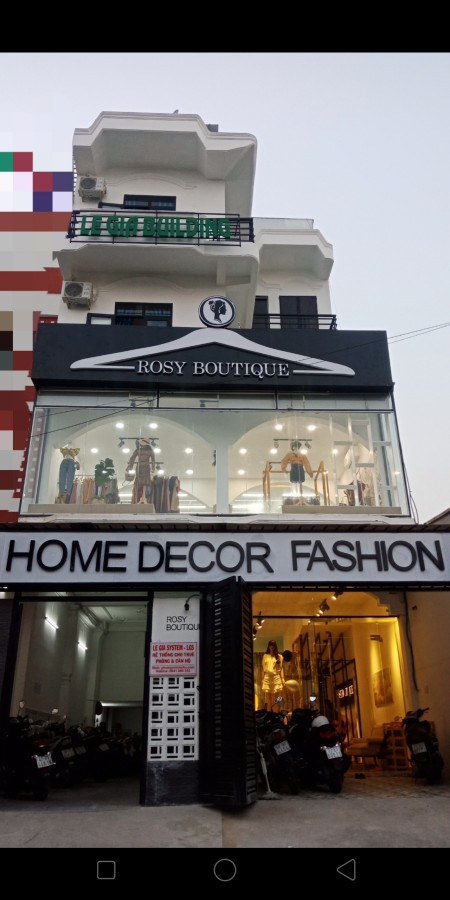 LE GIA BUILDING
ROSY BOUTIQUE
HOME DECOR FASHION
ROSY
BOUTIQU
LE GIA SYSTEM - LGS
HỆ THỐNG CHO THUÊ
PHÒNG & CĂN HỘ